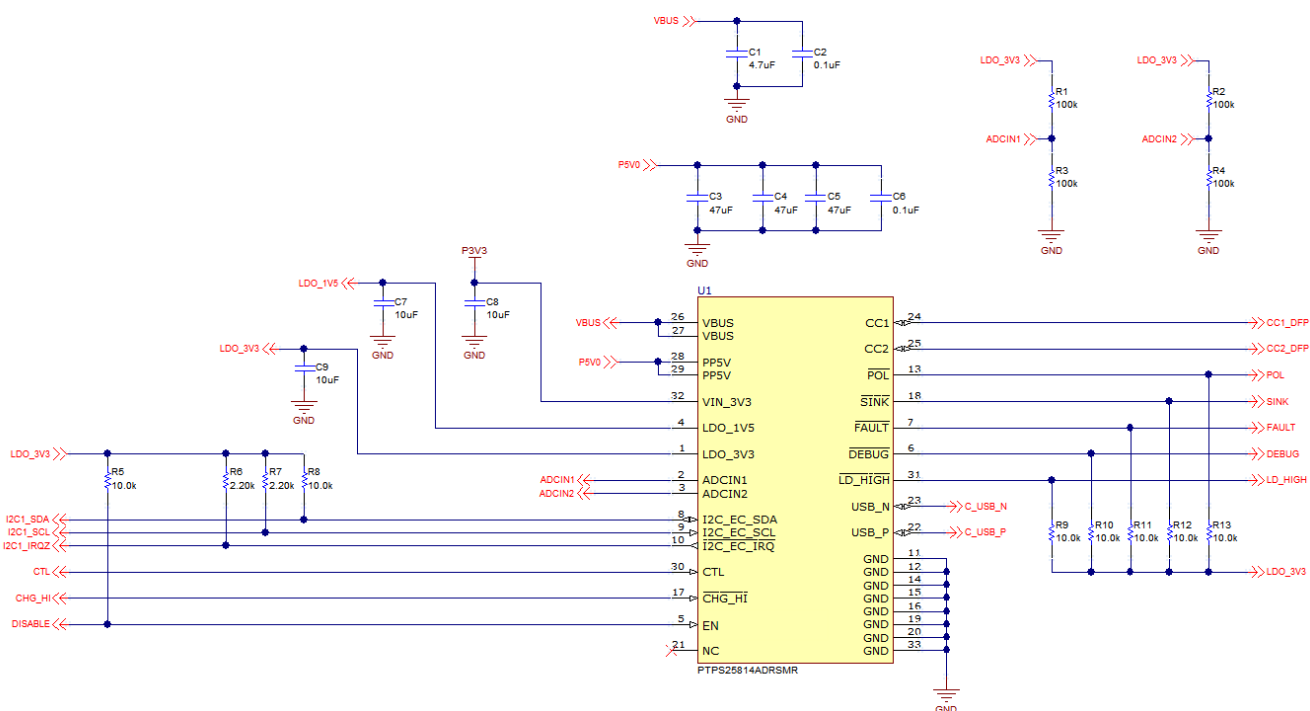 VBUS
C1
4.7uF
C2
0.1uF
GND
LDO_3V3
R1
100k
ADCIN1
R3
100k
GND
LDO_3V3
R2
100k
ADCIN2
R4
100k
GND
P5V0
C3
47uF
C4
47uF
C5
47uF
C6
0.1uF
GND
P3V3
LDO_1V5
C7
10uF
GND
C8
10uF
GND
LDO_3V3
C9
10uF
GND
U1
VBUS
26
VBUS
27
VBUS
P5V0
28
PP5V
29
PP5V
32
VIN_3V3
4
LDO_1V5
1
LDO_3V3
ADCIN1
2
ADCIN1
ADCIN2
3
ADCIN2
8
I2C_EC_SDA
9
I2C_EC_SCL
10
I2C_EC_IRQ
30
CTL
17
CHG_HI
5
EN
21
NC
PTPS25814ADRSMR
LDO_3V3
R5
10.0k
R6
2.20k
R7
2.20k
R8
10.0k
I2C1_SDA
I2C1_SCL
I2C1_IRQZ
CTL
CHG_HI
DISABLE
CC1
24
CC1_DFP
CC2
25
CC2_DFP
POL
13
POL
SINK
18
SINK
FAULT
7
FAULT
DEBUG
6
DEBUG
LD_HIGH
31
LD_HIGH
USB_N
23
C_USB_N
USB_P
22
C_USB_P
GND
11
GND
12
GND
14
GND
15
GND
16
GND
19
GND
20
GND
33
GND
R9
10.0k
R10
10.0k
R11
10.0k
R12
10.0k
R13
10.0k
LDO_3V3